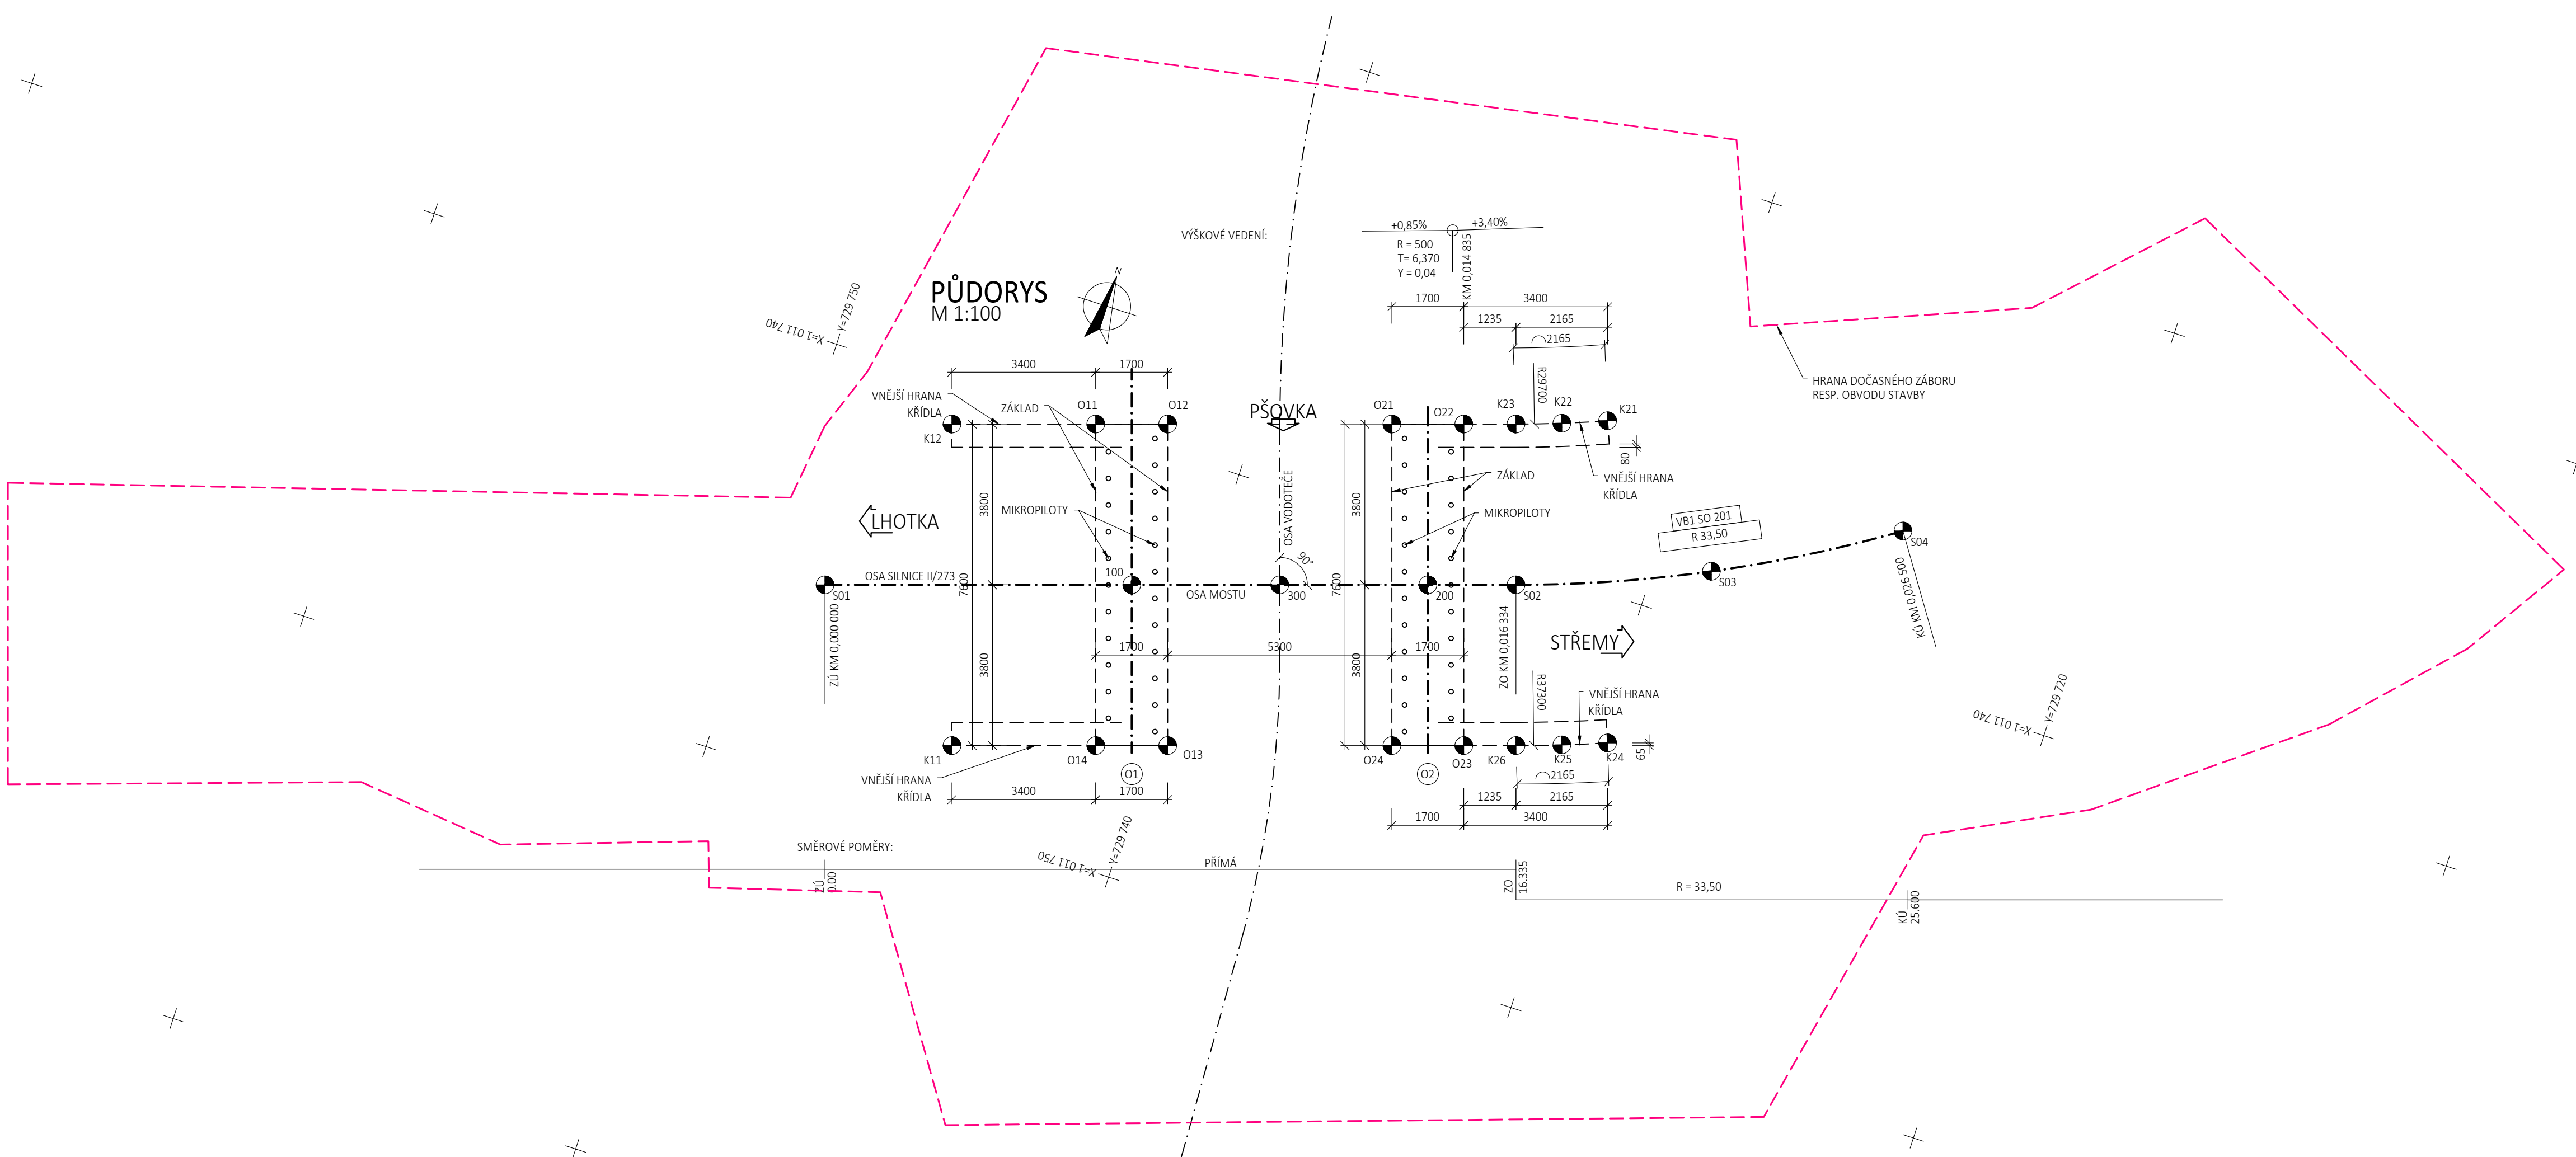 VÝŠKOVÉ VEDENÍ:
+0,85%
+3,40%
R = 500
T= 6,370
Y = 0,04
KM 0,014 835
PŮDORYS
M 1:100
N
X=1 011 740
Y=729 750
1700
3400
1235
2165
2165
3400
1700
R29700
HRANA DOČASNÉHO ZÁBORU
RESP. OBVODU STAVBY
VNĚJŠÍ HRANA
KŘÍDLA
ZÁKLAD
O11
O12
PŠOVKA
O21
O22
K23
K22
K21
K12
80
ZÁKLAD
VNĚJŠÍ HRANA
KŘÍDLA
3800
MIKROPILOTY
OSA VODOTEČE
3800
MIKROPILOTY
LHOTKA
VB1 SO 201
R 33,50
S04
90°
OSA SILNICE II/273
7600
100
S01
OSA MOSTU
300
7600
200
S02
S03
KÚ KM 0,026 500
ZÚ KM 0,000 000
ZO KM 0,016 334
STŘEMY
3800
1700
5300
3800
1700
R37300
VNĚJŠÍ HRANA
KŘÍDLA
X=1 011 740
Y=729 720
K11
O14
O13
O24
O23
K26
K25
K24
65
O1
O2
VNĚJŠÍ HRANA
KŘÍDLA
3400
1700
2165
1235
2165
1700
3400
SMĚROVÉ POMĚRY:
X=1 011 750
Y=729 740
PŘÍMÁ
ZÚ
0.00
ZO
16.335
R = 33,50
KÚ
25.600